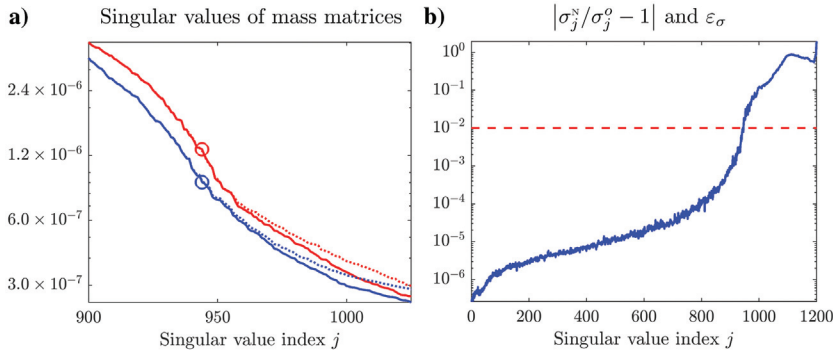 a) Singular values of mass matrices
2.4 × 10⁻⁶
1.2 × 10⁻⁶
6.0 × 10⁻⁷
3.0 × 10⁻⁷
900 950 1000
Singular value index j
b) |σⱼᴺ/σⱼᵒ − 1| and ε_σ
10⁰
10⁻¹
10⁻²
10⁻³
10⁻⁴
10⁻⁵
10⁻⁶
0 200 400 600 800 1000 1200
Singular value index j